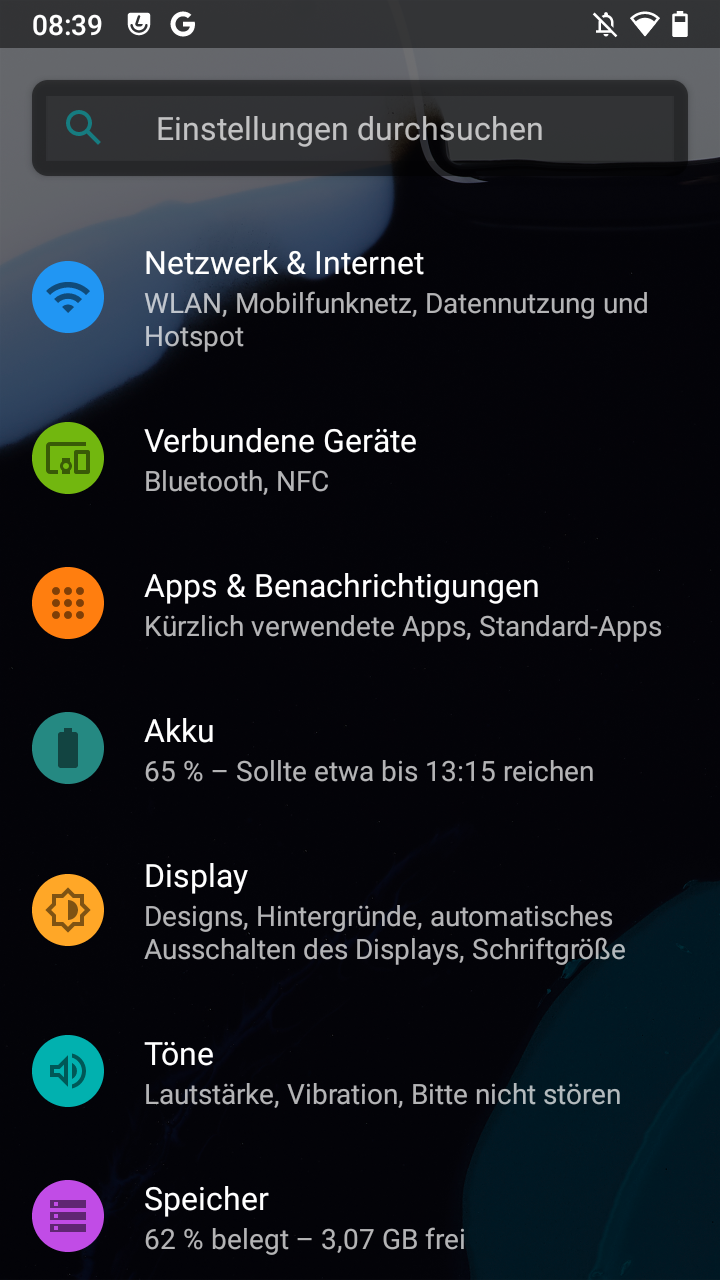 08:39
Einstellungen durchsuchen
Netzwerk & Internet
WLAN, Mobilfunknetz, Datennutzung und
Hotspot
Verbundene Geräte
Bluetooth, NFC
Apps & Benachrichtigungen
Kürzlich verwendete Apps, Standard-Apps
Akku
65 % – Sollte etwa bis 13:15 reichen
Display
Designs, Hintergründe, automatisches
Ausschalten des Displays, Schriftgröße
Töne
Lautstärke, Vibration, Bitte nicht stören
Speicher
62 % belegt – 3,07 GB frei